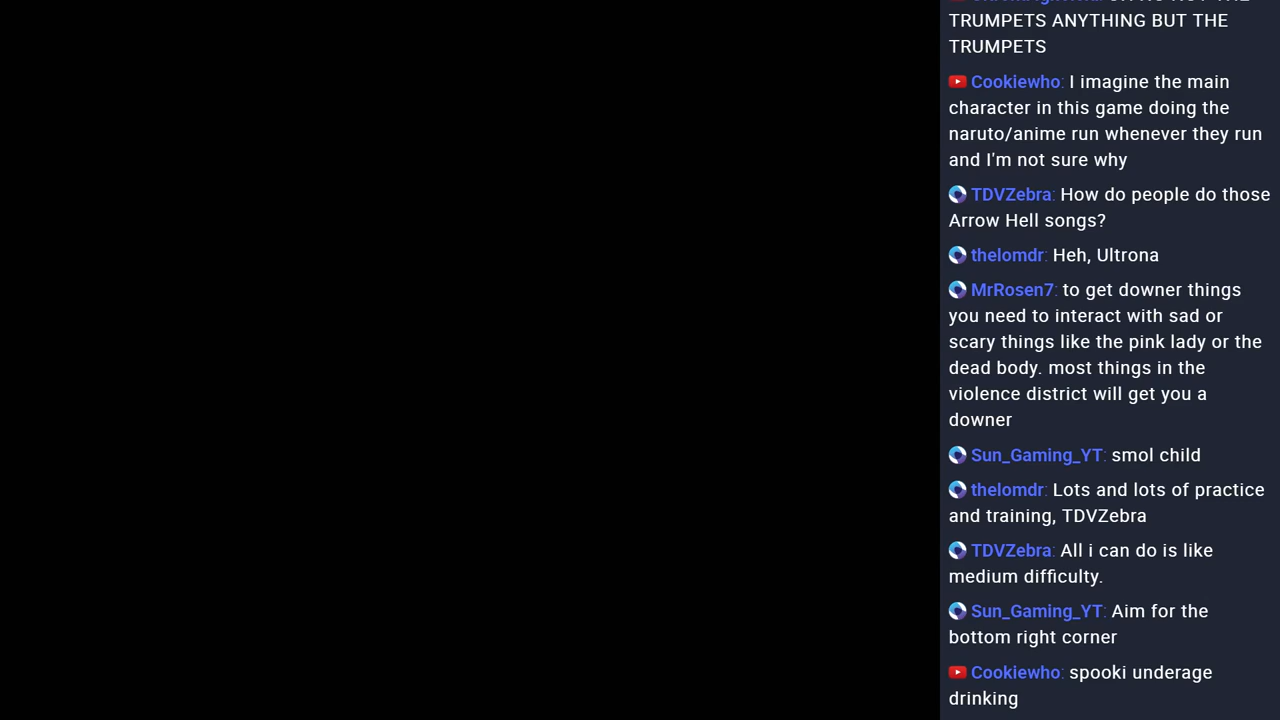 TRUMPETS ANYTHING BUT THE
TRUMPETS
Cookiewho: I imagine the main
character in this game doing the
naruto/anime run whenever they run
and I'm not sure why
TDVZebra: How do people do those
Arrow Hell songs?
thelomdr: Heh, Ultrona
MrRosen7: to get downer things
you need to interact with sad or
scary things like the pink lady or the
dead body. most things in the
violence district will get you a
downer
Sun_Gaming_YT: smol child
thelomdr: Lots and lots of practice
and training, TDVZebra
TDVZebra: All i can do is like
medium difficulty.
Sun_Gaming_YT: Aim for the
bottom right corner
Cookiewho: spooki underage
drinking